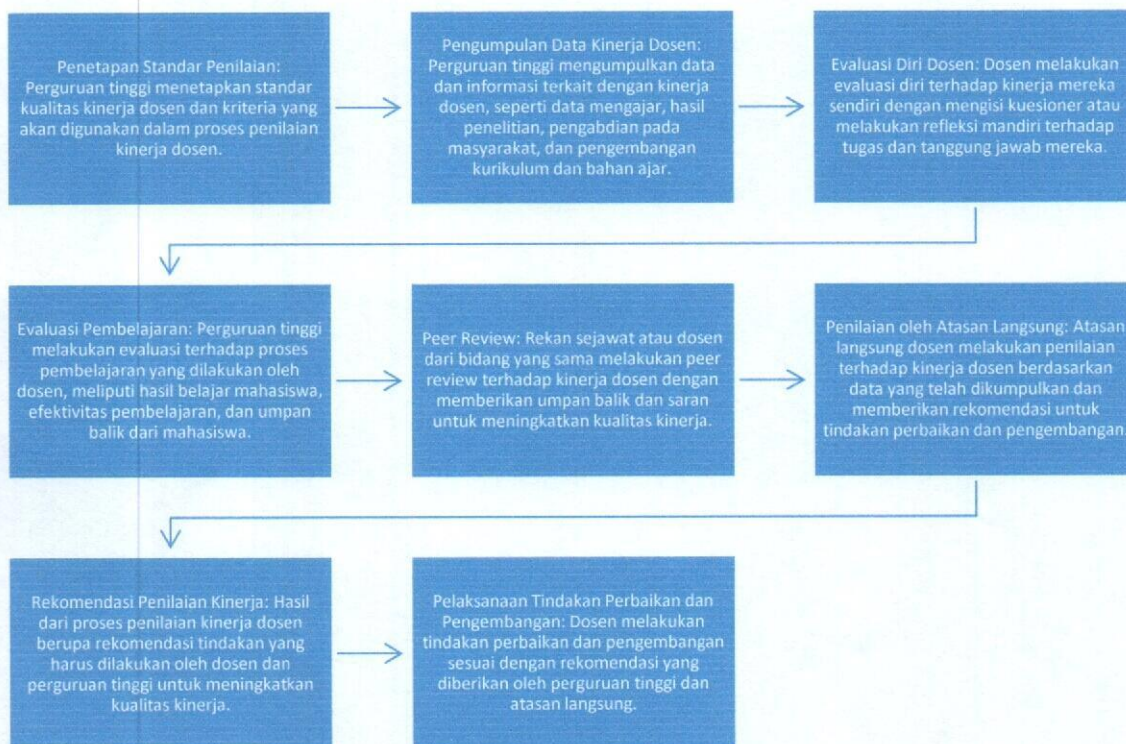 Penetapan Standar Penilaian:
Perguruan tinggi menetapkan standar
kualitas kinerja dosen dan kriteria yang
akan digunakan dalam proses penilaian
kinerja dosen.
Pengumpulan Data Kinerja Dosen:
Perguruan tinggi mengumpulkan data
dan informasi terkait dengan kinerja
dosen, seperti data mengajar, hasil
penelitian, pengabdian pada
masyarakat, dan pengembangan
kurikulum dan bahan ajar.
Evaluasi Diri Dosen: Dosen melakukan
evaluasi diri terhadap kinerja mereka
sendiri dengan mengisi kuesioner atau
melakukan refleksi mandiri terhadap
tugas dan tanggung jawab mereka.
Evaluasi Pembelajaran: Perguruan tinggi
melakukan evaluasi terhadap proses
pembelajaran yang dilakukan oleh
dosen, meliputi hasil belajar mahasiswa,
efektivitas pembelajaran, dan umpan
balik dari mahasiswa.
Peer Review: Rekan sejawat atau dosen
dari bidang yang sama melakukan peer
review terhadap kinerja dosen dengan
memberikan umpan balik dan saran
untuk meningkatkan kualitas kinerja.
Penilaian oleh Atasan Langsung: Atasan
langsung dosen melakukan penilaian
terhadap kinerja dosen berdasarkan
data yang telah dikumpulkan dan
memberikan rekomendasi untuk
tindakan perbaikan dan pengembangan.
Rekomendasi Penilaian Kinerja: Hasil
dari proses penilaian kinerja dosen
berupa rekomendasi tindakan yang
harus dilakukan oleh dosen dan
perguruan tinggi untuk meningkatkan
kualitas kinerja.
Pelaksanaan Tindakan Perbaikan dan
Pengembangan: Dosen melakukan
tindakan perbaikan dan pengembangan
sesuai dengan rekomendasi yang
diberikan oleh perguruan tinggi dan
atasan langsung.